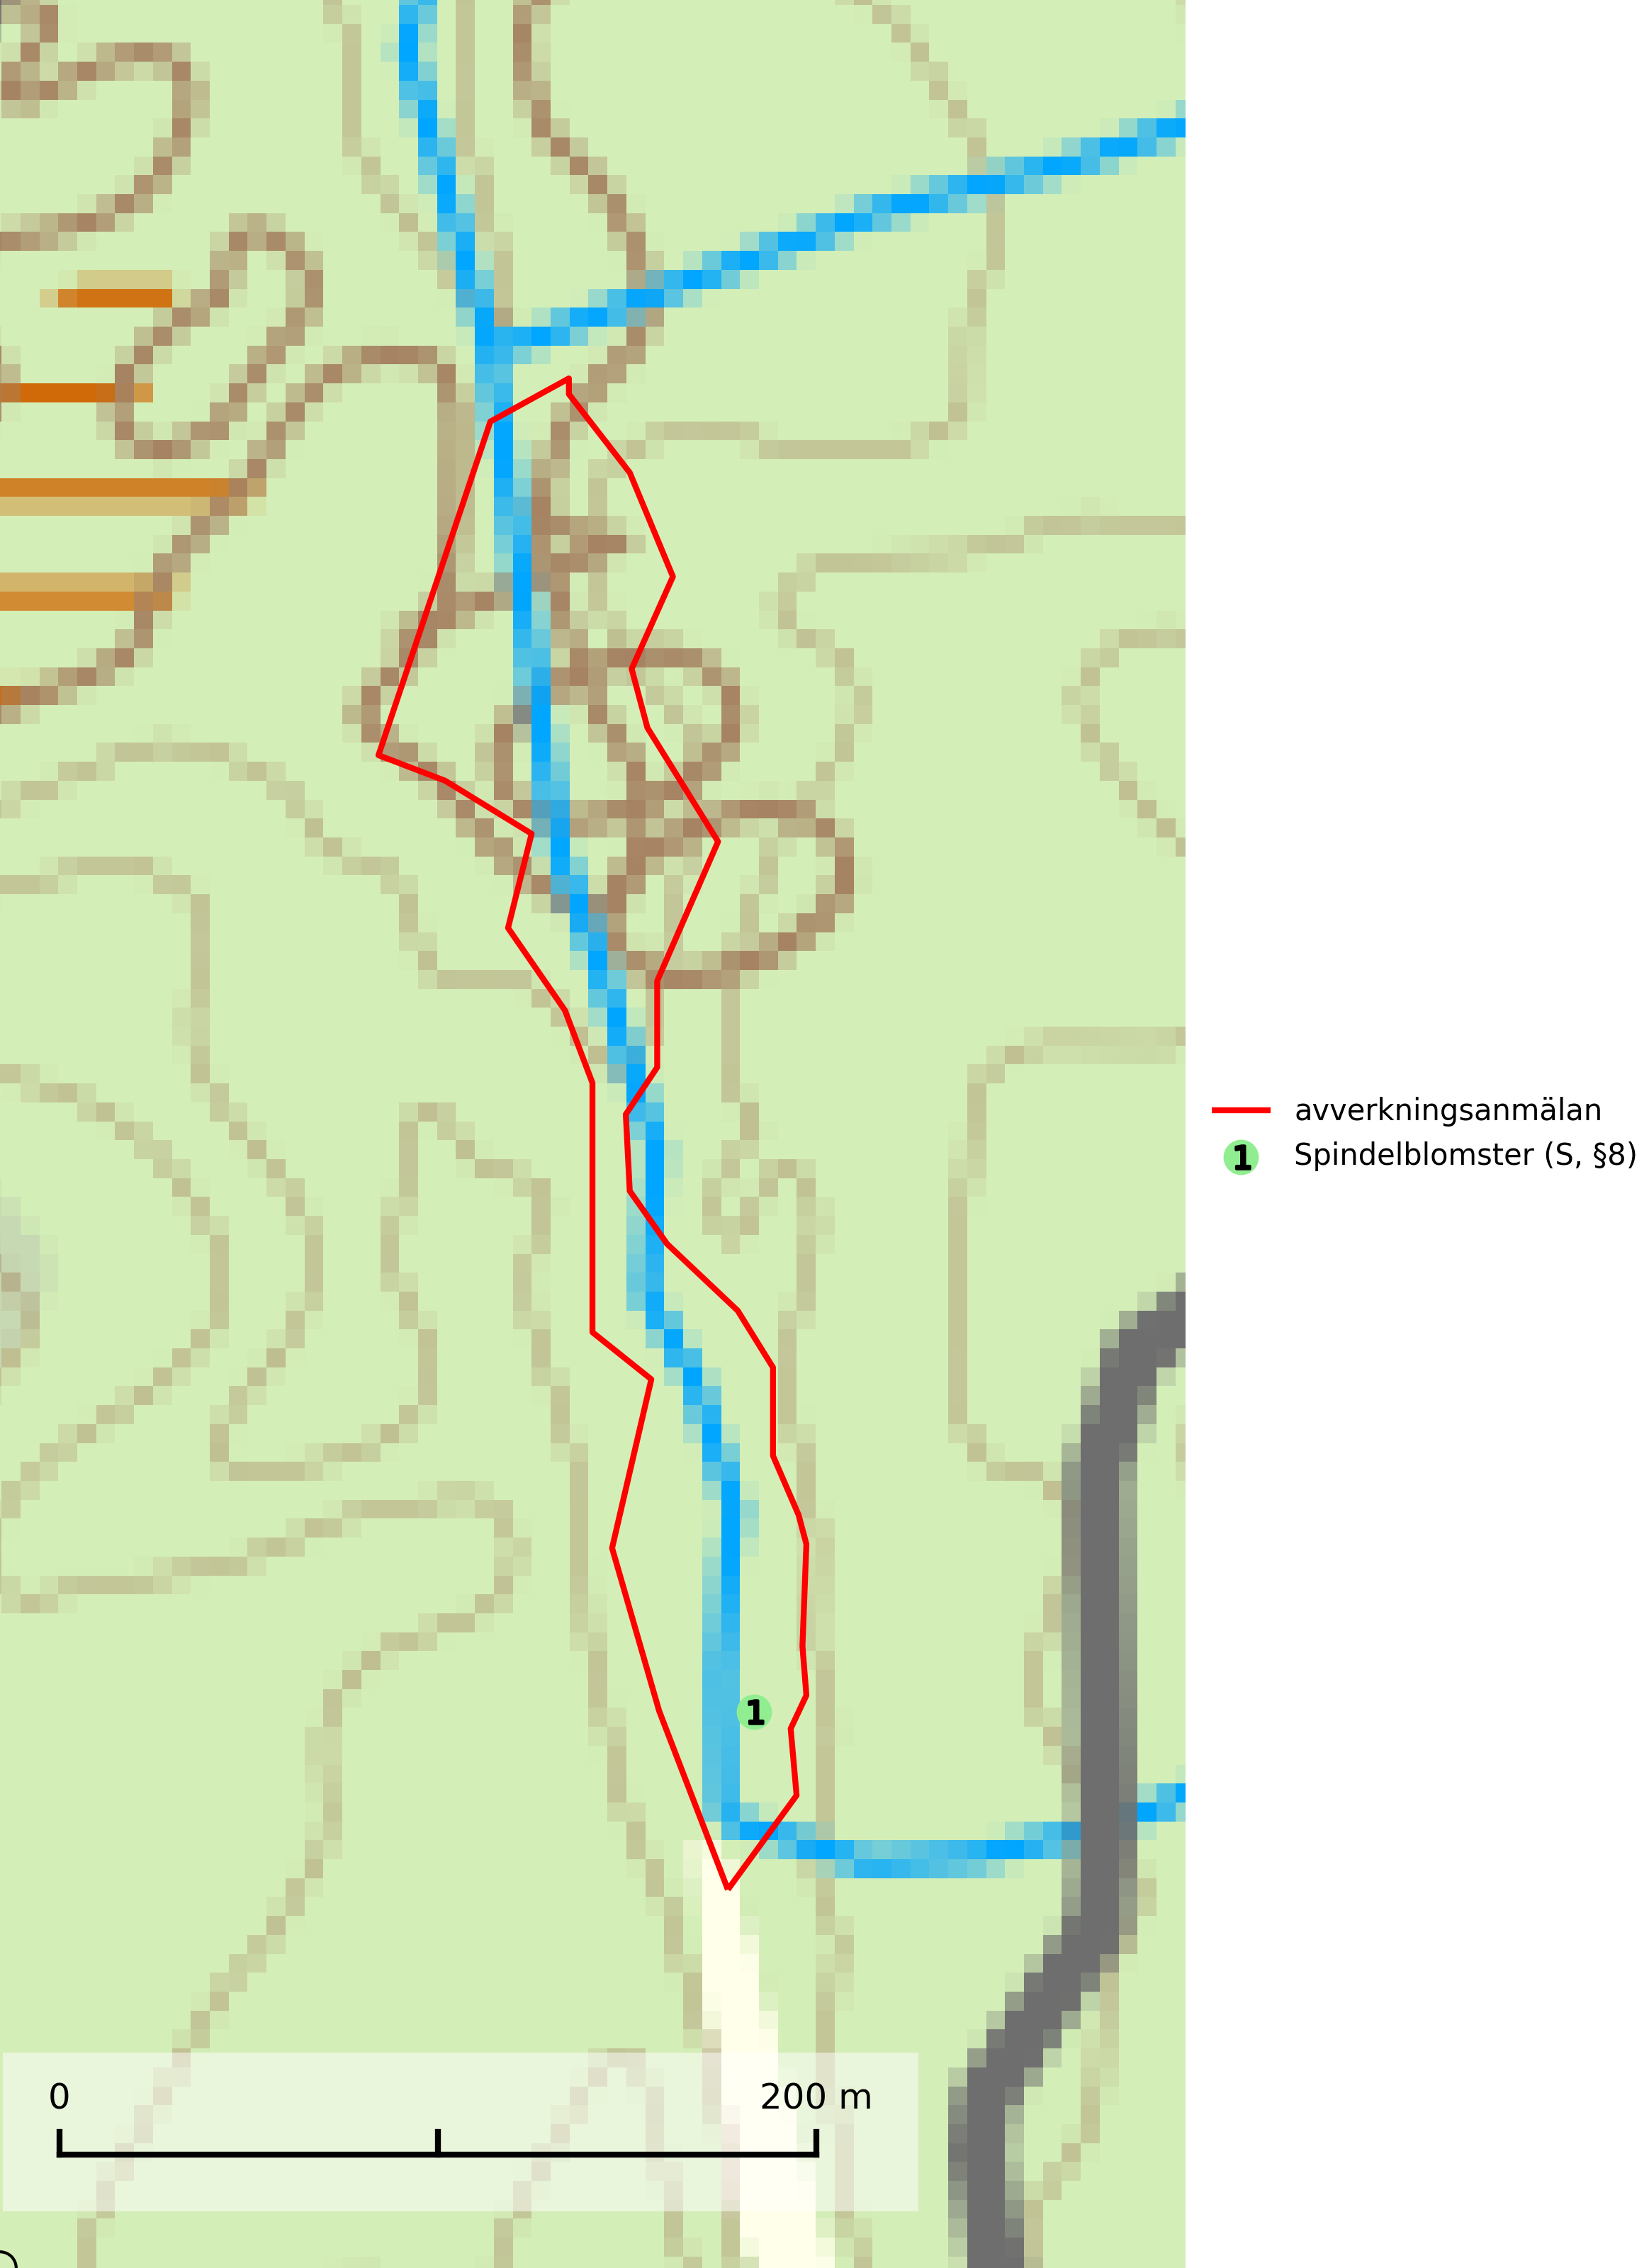 avverkningsanmälan
1 Spindelblomster (S, §8)
1
0 200 m